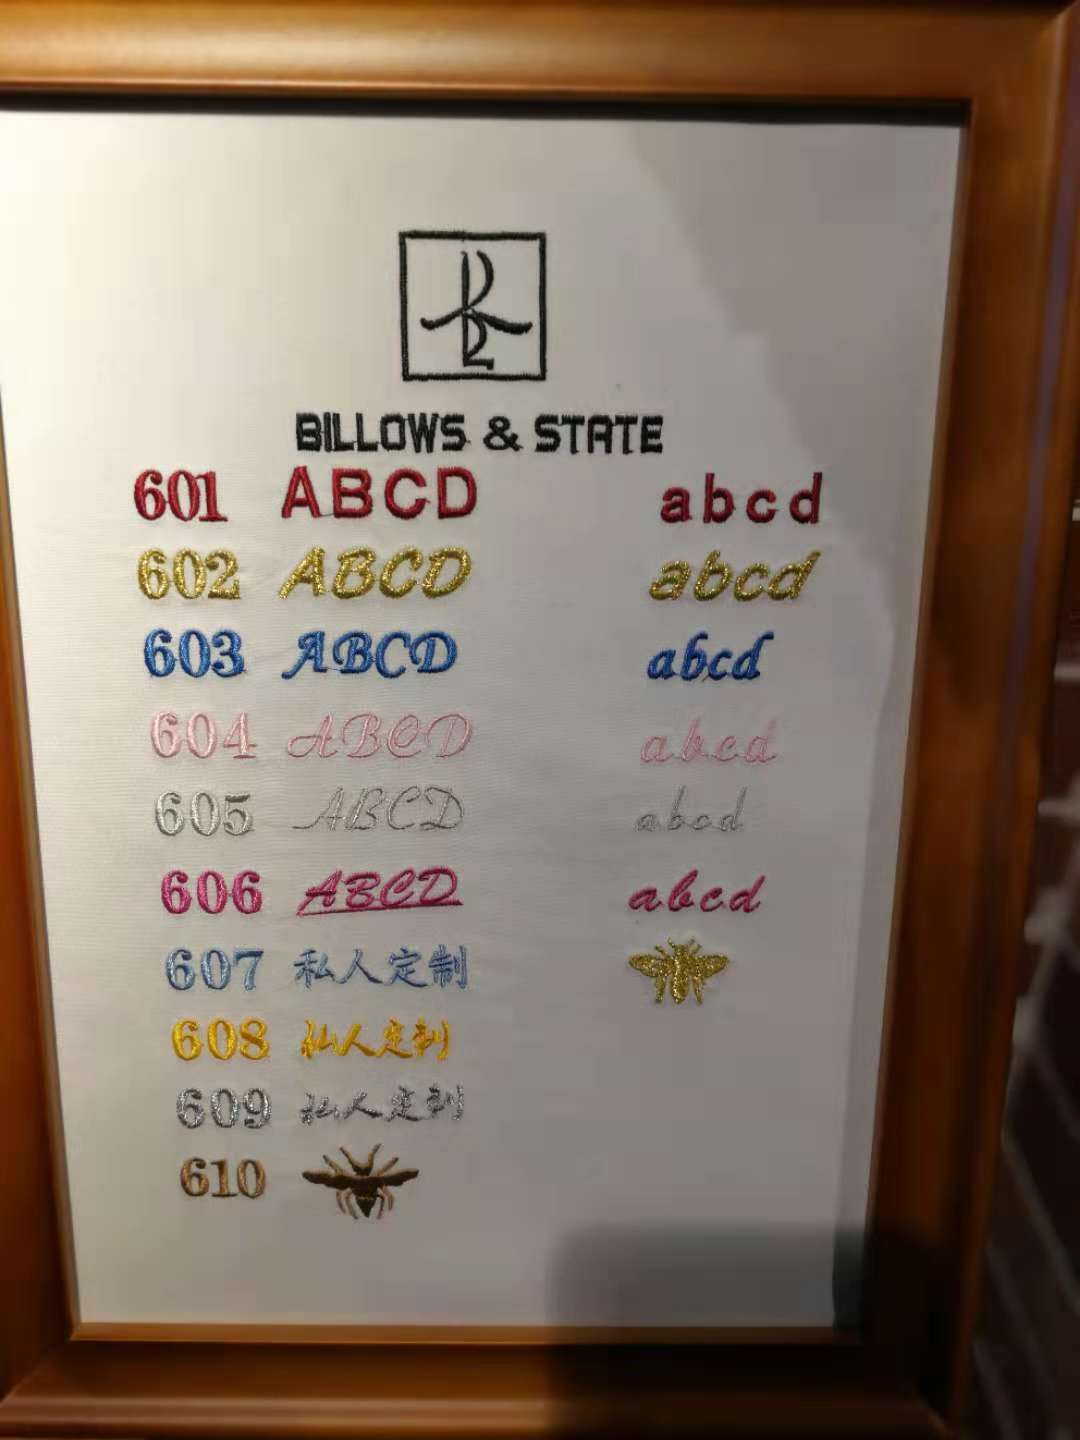 BILLOWS & STATE
601 ABCD abcd
602 ABCD abcd
603 ABCD abcd
604 ABCD abcd
605 ABCD abcd
606 ABCD abcd
607 私人定制
608 私人定制
609 私人定制
610